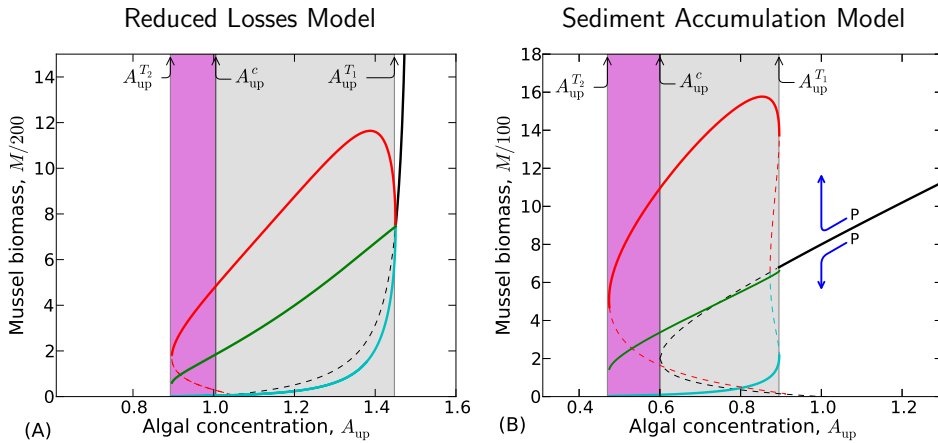 Reduced Losses Model
Sediment Accumulation Model
Mussel biomass, M/200
14
12
10
8
6
4
2
0
A_up^{T_2}
A_up^c
A_up^{T_1}
0.8
1.0
1.2
1.4
1.6
Algal concentration, A_up
(A)
Mussel biomass, M/100
18
16
14
12
10
8
6
4
2
0
A_up^{T_2}
A_up^c
A_up^{T_1}
P
P
0.4
0.6
0.8
1.0
1.2
Algal concentration, A_up
(B)